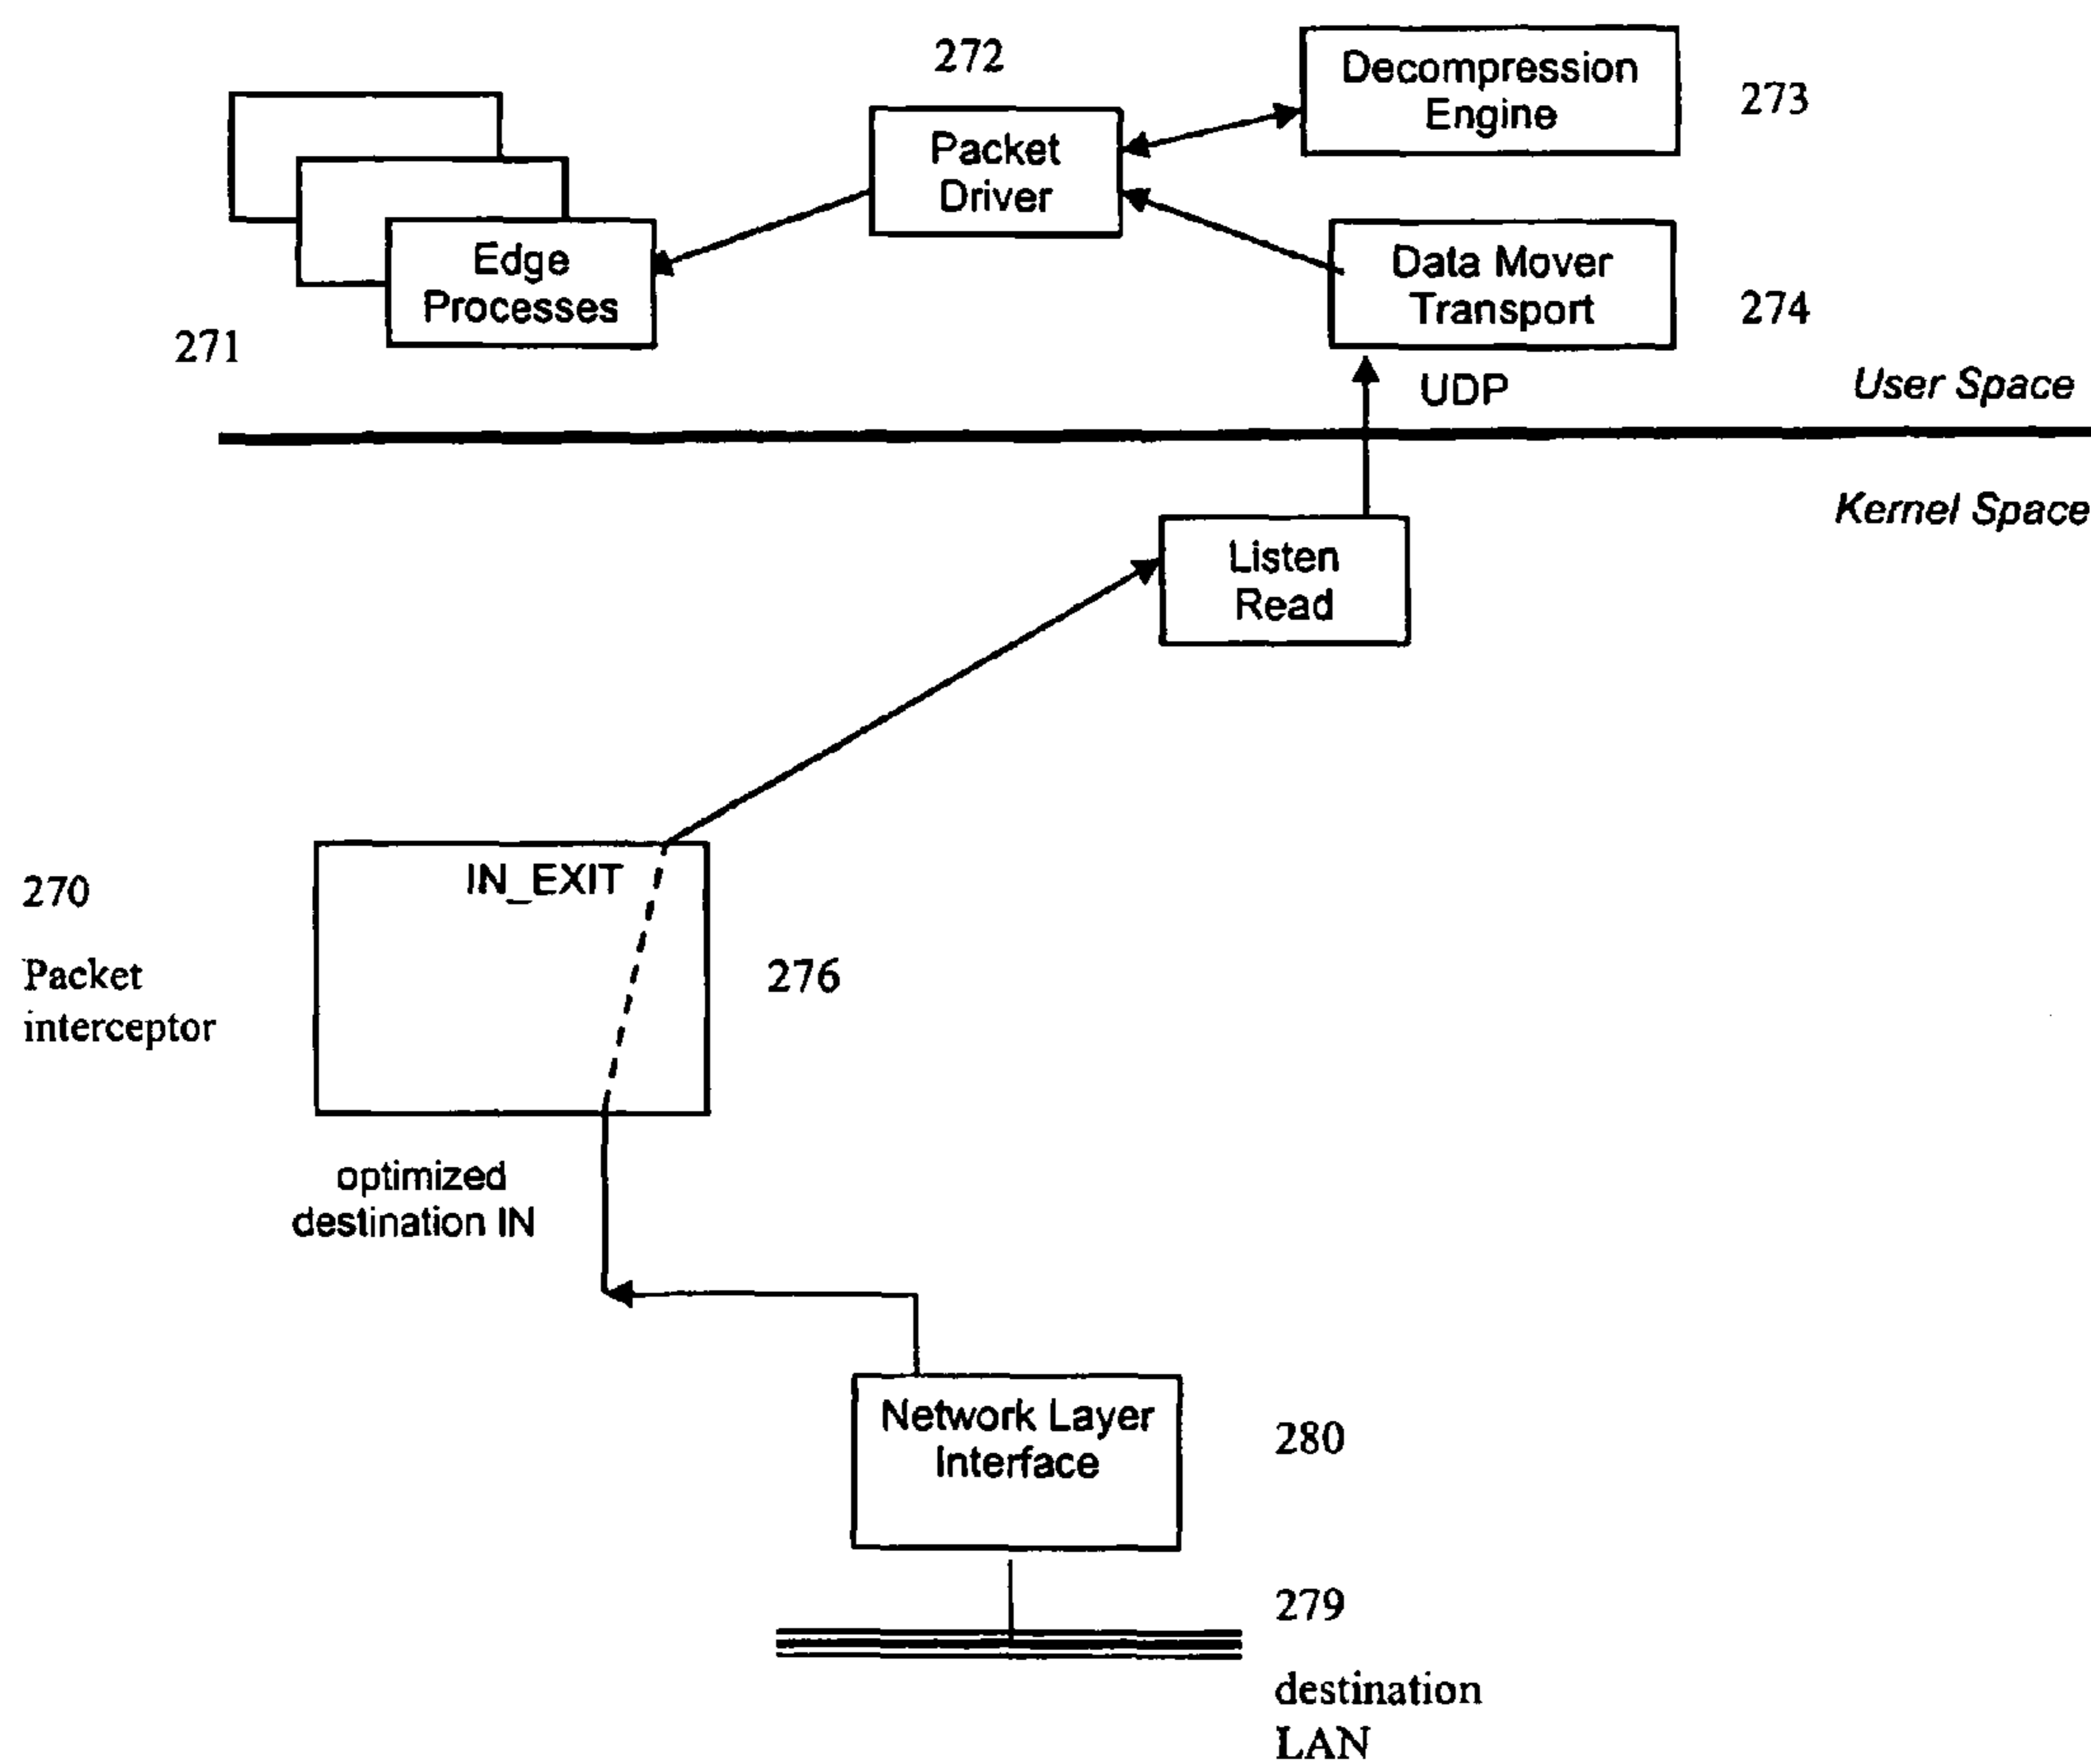 272
Decompression
Engine
273
Packet
Driver
Edge
Processes
271
Data Mover
Transport
274
UDP
User Space
Kernel Space
Listen
Read
IN_EXIT
270
Packet
interceptor
276
optimized
destination IN
Network Layer
Interface
280
279
destination
LAN